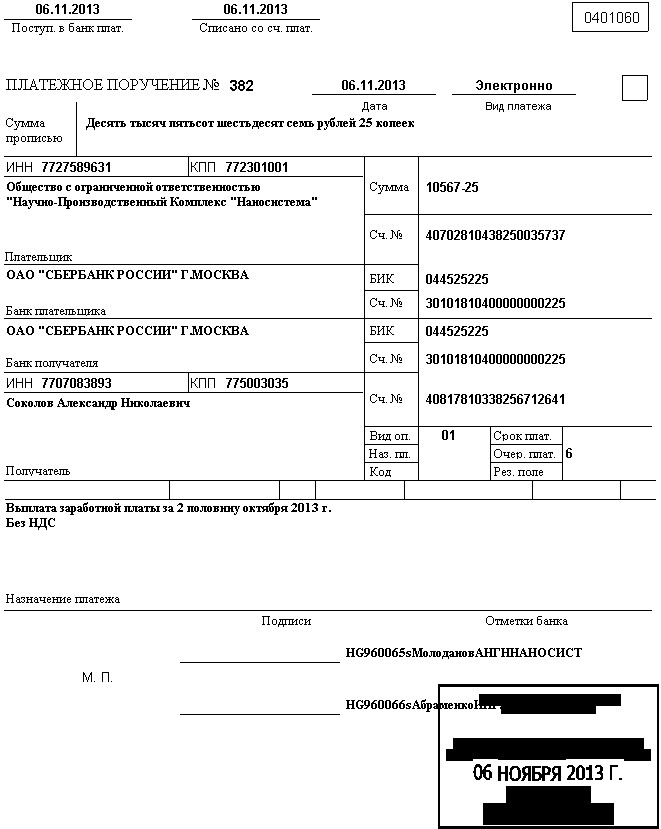 06.11.2013 06.11.2013
Поступ. в банк плат. Списано со сч. плат.
0401060
ПЛАТЕЖНОЕ ПОРУЧЕНИЕ № 382 06.11.2013 Электронно
Дата Вид платежа
Сумма прописью Десять тысяч пятьсот шестьдесят семь рублей 25 копеек
ИНН 7727589631 КПП 772301001
Общество с ограниченной ответственностью
"Научно-Производственный Комплекс "Наносистема"
Сумма 10567-25
Сч. № 40702810438250035737
Плательщик
ОАО "СБЕРБАНК РОССИИ" Г.МОСКВА БИК 044525225
Банк плательщика Сч. № 30101810400000000225
ОАО "СБЕРБАНК РОССИИ" Г.МОСКВА БИК 044525225
Банк получателя Сч. № 30101810400000000225
ИНН 7707083893 КПП 775003035
Соколов Александр Николаевич Сч. № 40817810338256712641
Вид оп. 01 Срок плат.
Наз. пл. Очер. плат. 6
Получатель Код Рез. поле
Выплата заработной платы за 2 половину октября 2013 г.
Без НДС
Назначение платежа
Подписи Отметки банка
HG960065sМолодановАНГННАНОСИСТ
М. П.
HG960066sАбраменко
06 НОЯБРЯ 2013 Г.